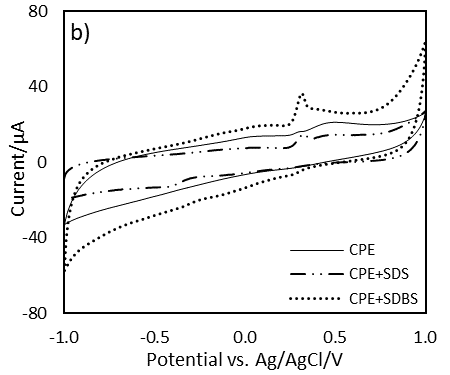 b)
80
40
0
-40
-80
Current/µA
CPE
CPE+SDS
CPE+SDBS
-1.0 -0.5 0.0 0.5 1.0
Potential vs. Ag/AgCl/V